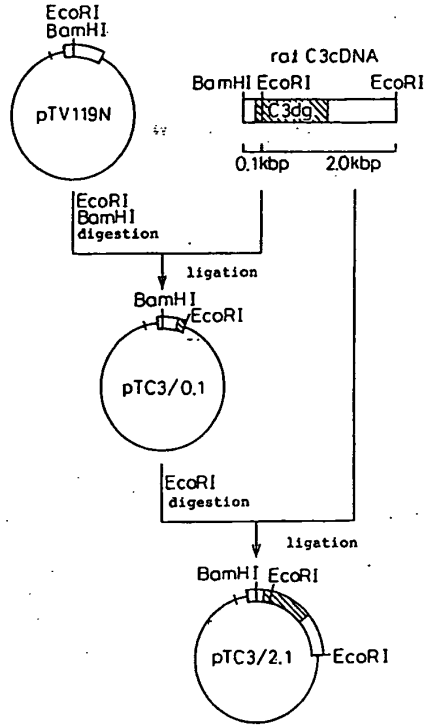 EcoRI
BamHI
pTV119N
rat C3cDNA
BamHI EcoRI EcoRI
C3dg
0.1kbp 2.0kbp
EcoRI
BamHI
digestion
ligation
BamHI
EcoRI
pTC3/0.1
EcoRI
digestion
ligation
BamHI EcoRI
pTC3/2.1
EcoRI